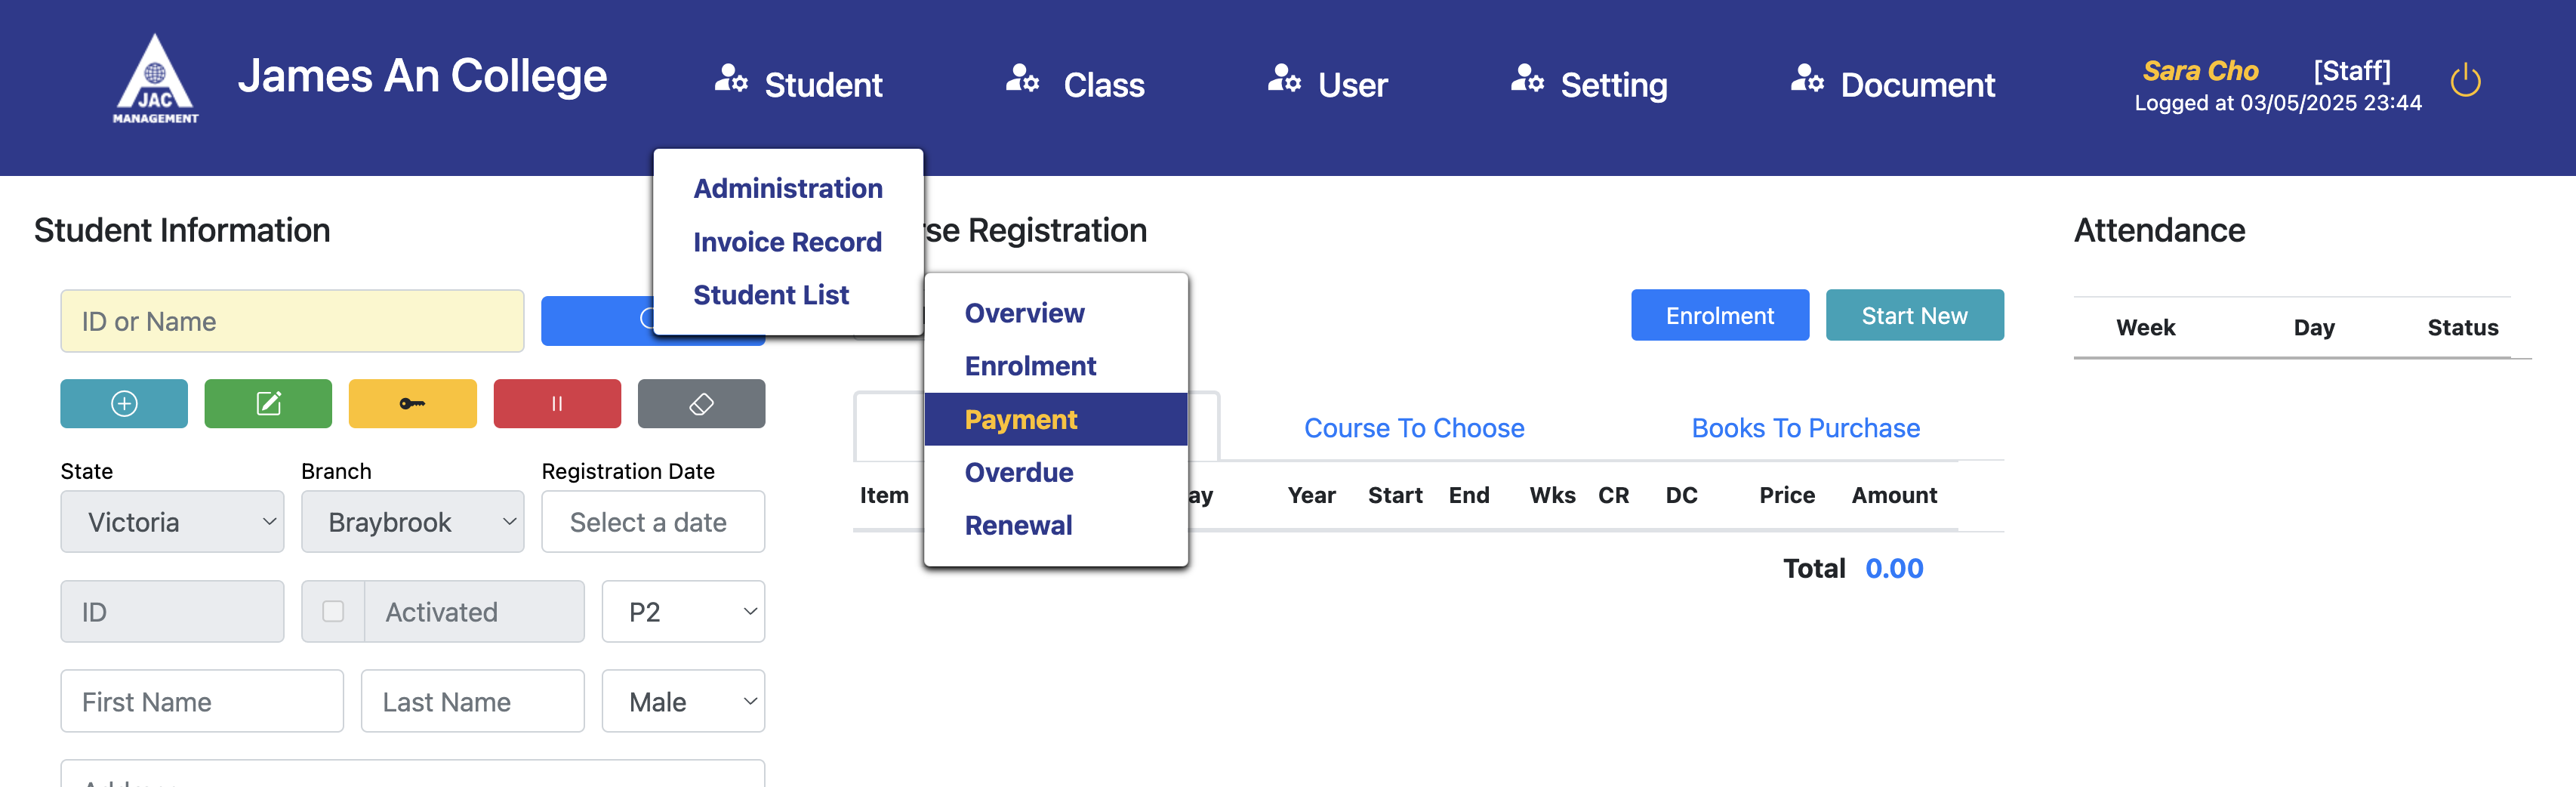 JAC
MANAGEMENT
James An College
Student
Class
User
Setting
Document
Sara Cho [Staff]
Logged at 03/05/2025 23:44
Administration
Invoice Record
Student List
Overview
Enrolment
Payment
Overdue
Renewal
Student Information
ID or Name
State
Branch
Registration Date
Victoria
Braybrook
Select a date
ID
Activated
P2
First Name
Last Name
Male
se Registration
Enrolment
Start New
Course To Choose
Books To Purchase
Item ay Year Start End Wks CR DC Price Amount
Total 0.00
Attendance
Week Day Status